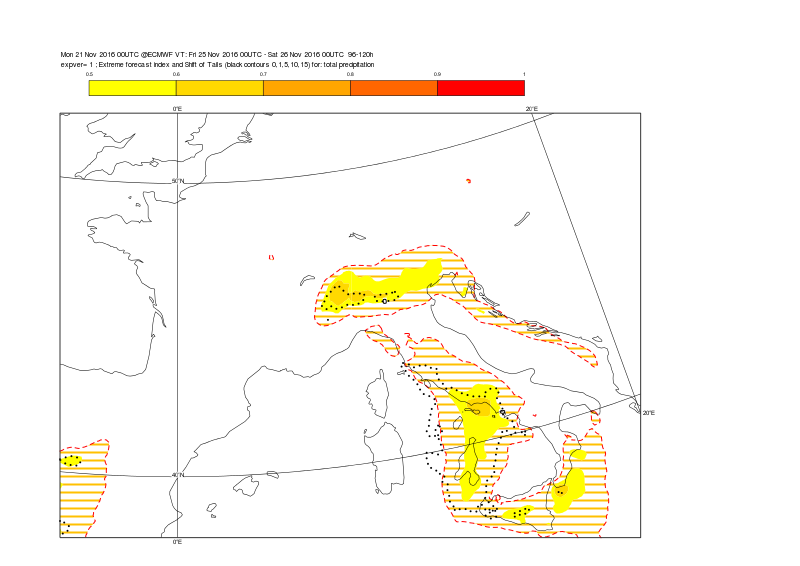 Mon 21 Nov 2016 00UTC @ECMWF VT: Fri 25 Nov 2016 00UTC - Sat 26 Nov 2016 00UTC 96-120h
expver= 1 ; Extreme forecast index and Shift of Tails (black contours 0,1,5,10,15) for: total precipitation
0.5 0.6 0.7 0.8 0.9 1
0°E 20°E
50°N
20°E
40°N
0°E